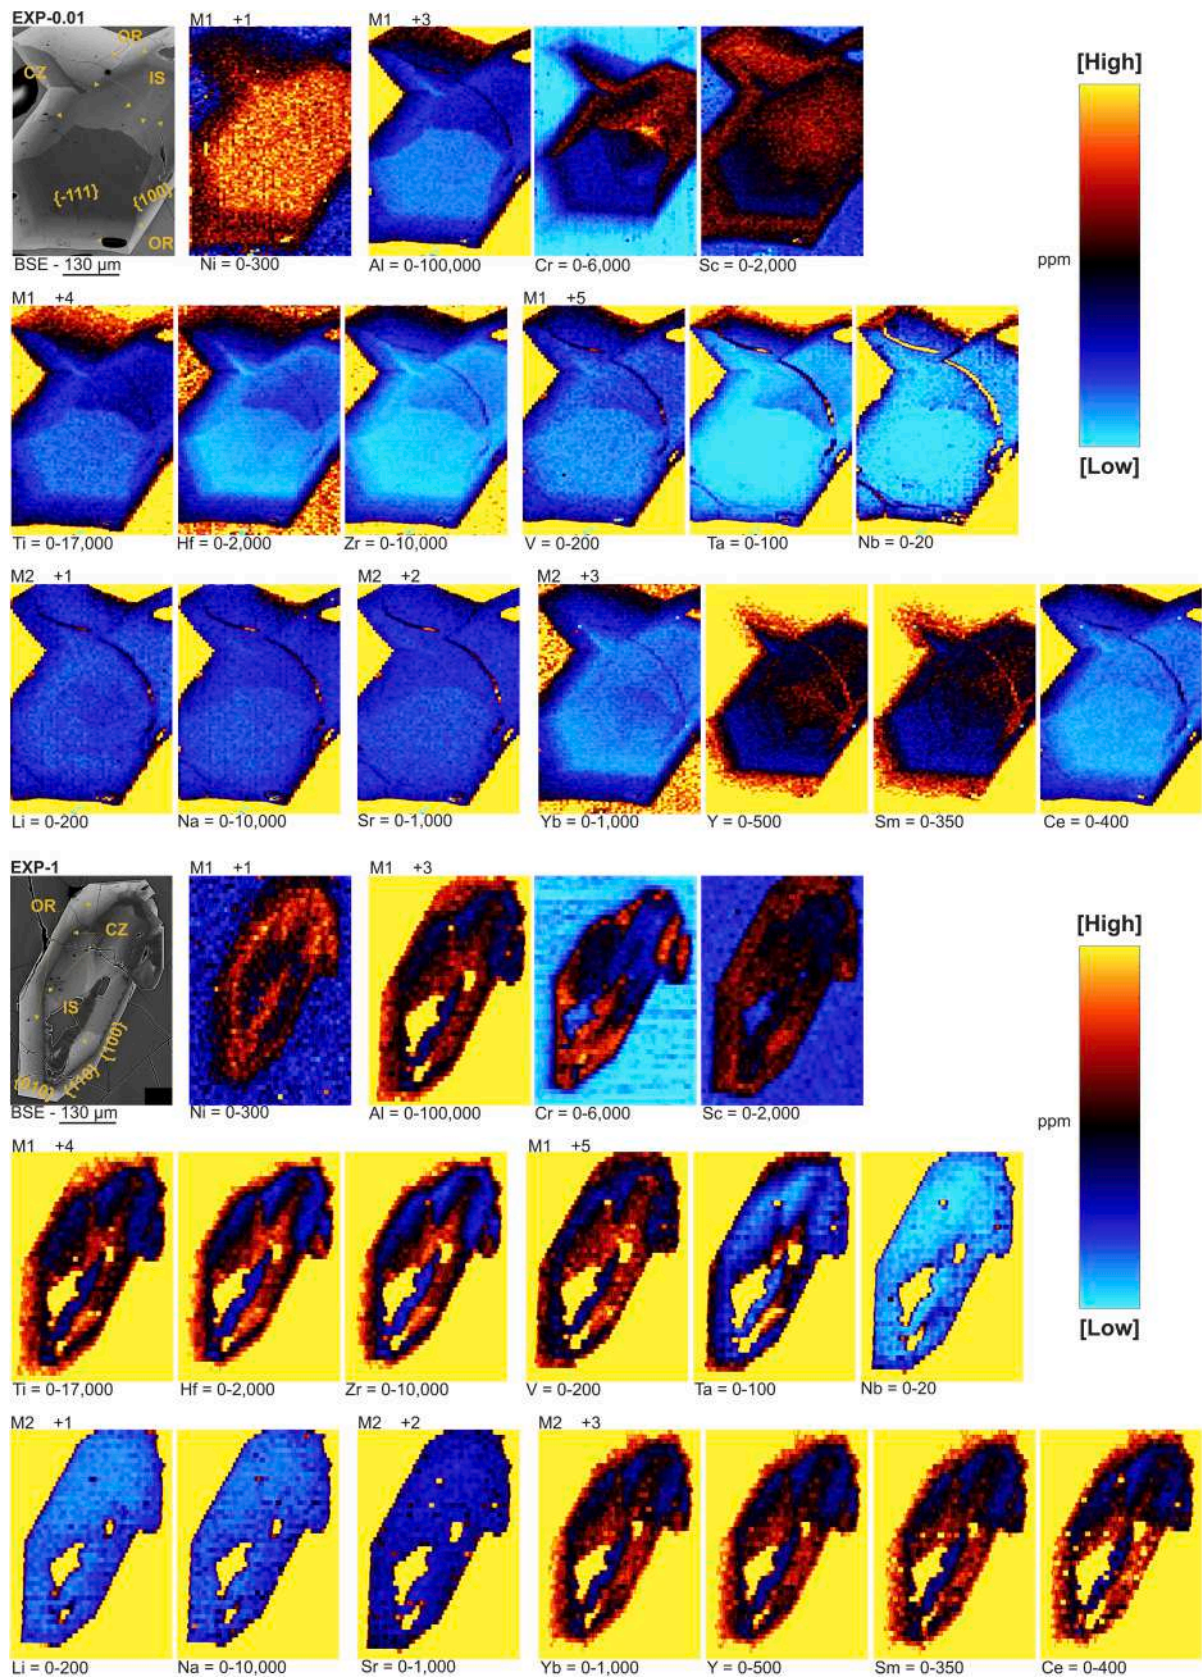 EXP-0.01
M1 +1
M1 +3
[High]
OR
CZ
IS
{-111}
{100}
OR
ppm
BSE - 130 µm
Ni = 0-300
Al = 0-100,000
Cr = 0-6,000
Sc = 0-2,000
M1 +4
M1 +5
[Low]
Ti = 0-17,000
Hf = 0-2,000
Zr = 0-10,000
V = 0-200
Ta = 0-100
Nb = 0-20
M2 +1
M2 +2
M2 +3
Li = 0-200
Na = 0-10,000
Sr = 0-1,000
Yb = 0-1,000
Y = 0-500
Sm = 0-350
Ce = 0-400
EXP-1
M1 +1
M1 +3
OR
CZ
[High]
IS
{100}
{110}
{010}
BSE - 130 µm
Ni = 0-300
Al = 0-100,000
Cr = 0-6,000
Sc = 0-2,000
ppm
M1 +4
M1 +5
[Low]
Ti = 0-17,000
Hf = 0-2,000
Zr = 0-10,000
V = 0-200
Ta = 0-100
Nb = 0-20
M2 +1
M2 +2
M2 +3
Li = 0-200
Na = 0-10,000
Sr = 0-1,000
Yb = 0-1,000
Y = 0-500
Sm = 0-350
Ce = 0-400